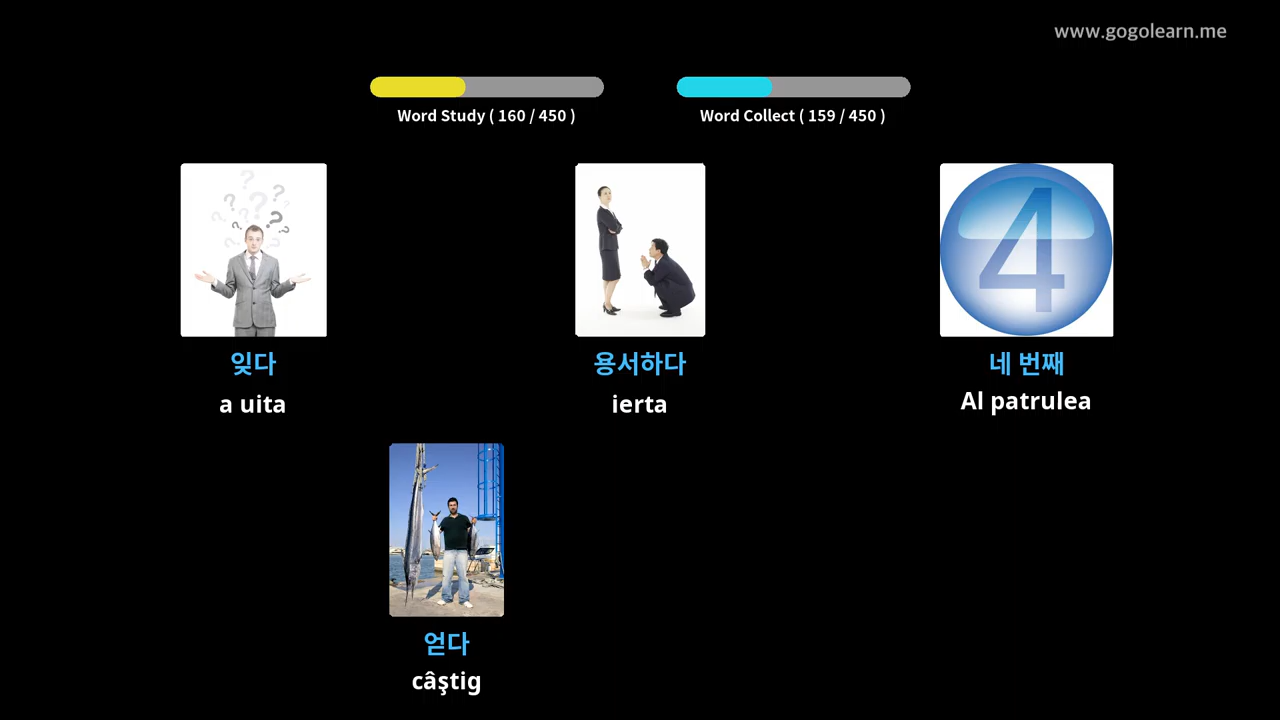 www.gogolearn.me
Word Study ( 160 / 450 )
Word Collect ( 159 / 450 )
잊다
a uita
용서하다
ierta
4
네 번째
Al patrulea
얻다
câştig